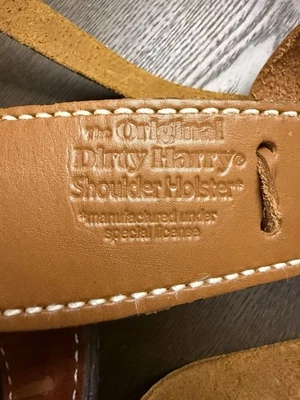 The Original
Dirty Harry®
Shoulder Holster*
*manufactured under
special license